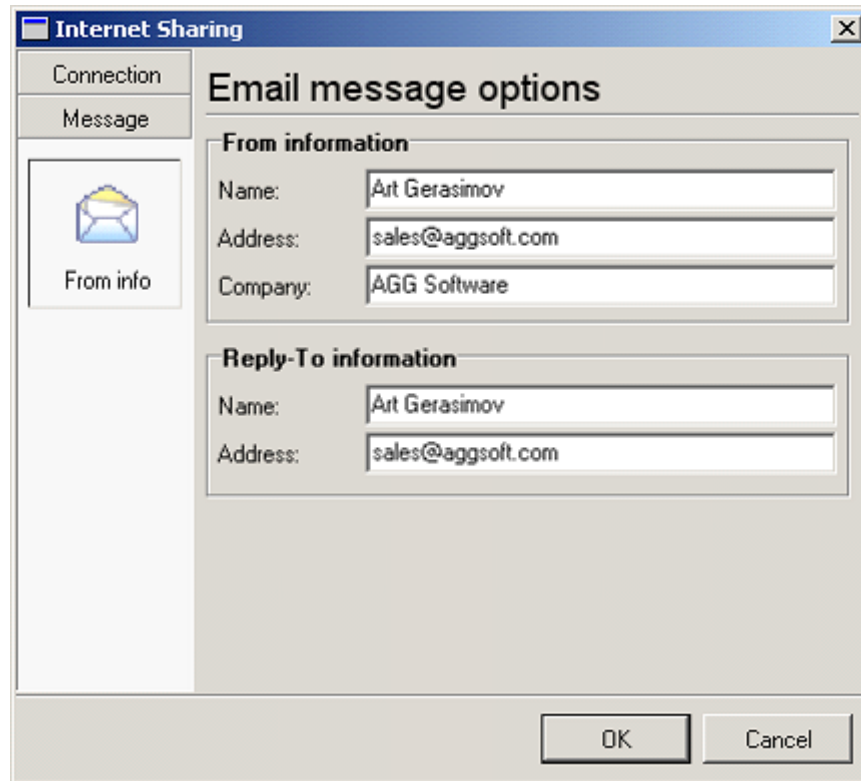 Internet Sharing
Connection
Message
From info
Email message options
From information
Name: Art Gerasimov
Address: sales@aggsoft.com
Company: AGG Software
Reply-To information
Name: Art Gerasimov
Address: sales@aggsoft.com
OK Cancel